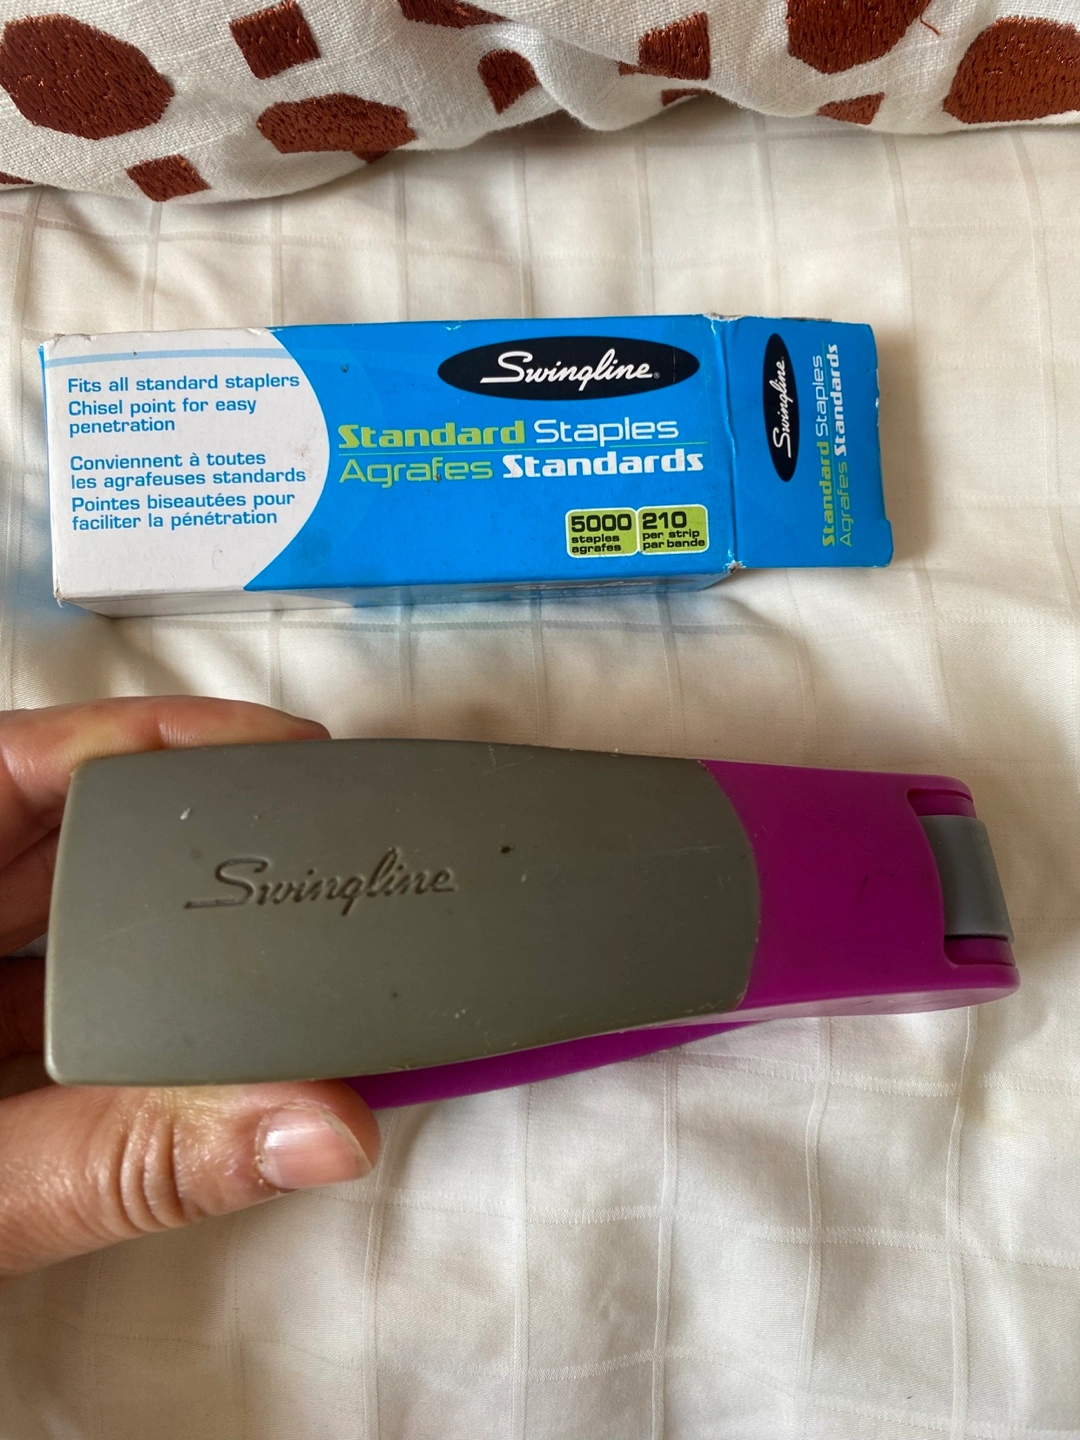 Fits all standard staplers
Chisel point for easy
penetration
Conviennent à toutes
les agrafeuses standards
Pointes biseautées pour
faciliter la pénétration
Swingline®
Standard Staples
Agrafes Standards
5000
staples
agrafes
210
per strip
par bande
Swingline
Standard Staples
Agrafes Standards
Swingline
Swingline